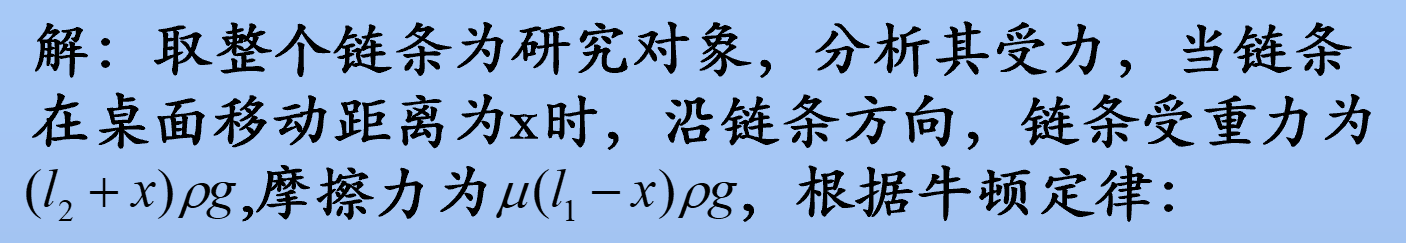 解：取整个链条为研究对象，分析其受力，当链条
在桌面移动距离为x时，沿链条方向，链条受重力为
(l₂ + x)ρg,摩擦力为μ(l₁ − x)ρg，根据牛顿定律：